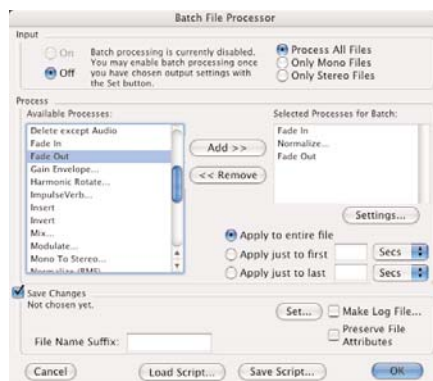 Batch File Processor
Input
On
Off
Batch processing is currently disabled.
You may enable batch processing once
you have chosen output settings with
the Set button.
Process All Files
Only Mono Files
Only Stereo Files
Process
Available Processes:
Delete except Audio
Fade In
Fade Out
Gain Envelope...
Harmonic Rotate...
ImpulseVerb...
Insert
Invert
Mix...
Modulate...
Mono To Stereo...
Normalize (RMS)
Add >>
<< Remove
Selected Processes for Batch:
Fade In
Normalize...
Fade Out
Settings...
Apply to entire file
Apply just to first
Secs
Apply just to last
Secs
Save Changes
Not chosen yet.
Set...
Make Log File...
Preserve File
Attributes
File Name Suffix:
Cancel
Load Script...
Save Script...
OK